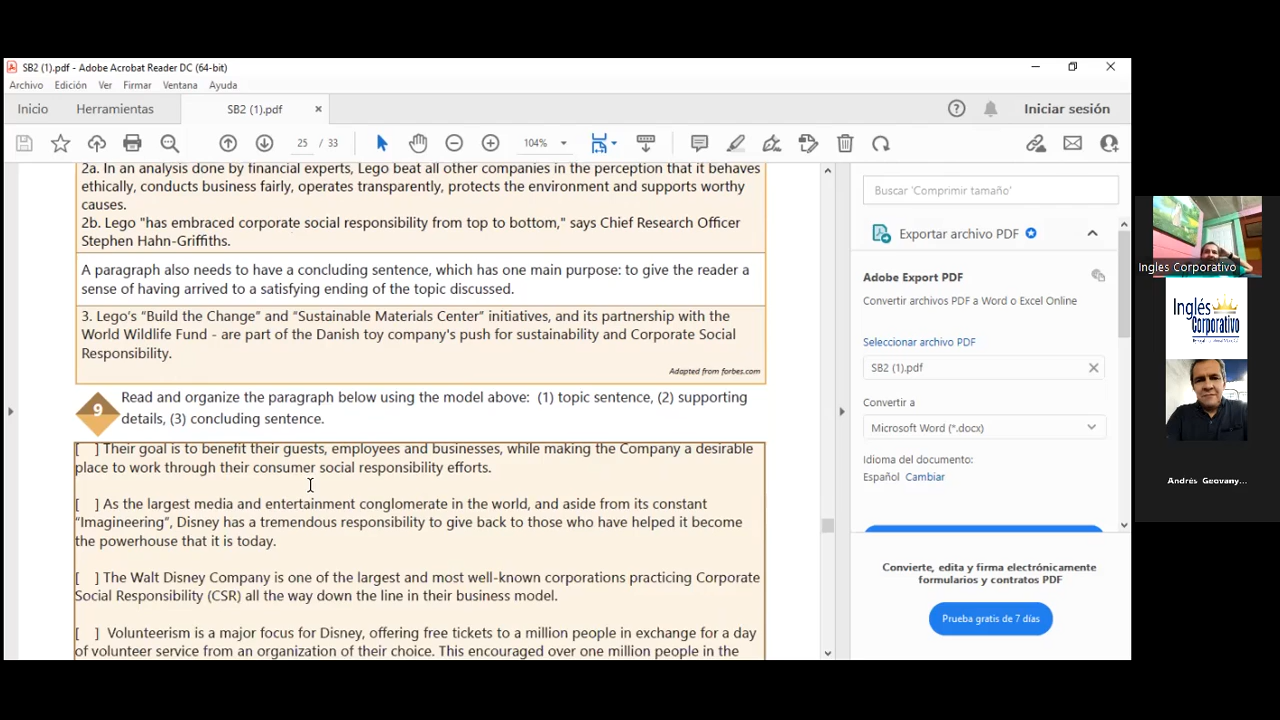 SB2 (1).pdf - Adobe Acrobat Reader DC (64-bit)
Archivo Edición Ver Firmar Ventana Ayuda
Inicio Herramientas SB2 (1).pdf × Iniciar sesión
25 / 33 104%
2a. In an analysis done by financial experts, Lego beat all other companies in the perception that it behaves
ethically, conducts business fairly, operates transparently, protects the environment and supports worthy
causes.
2b. Lego "has embraced corporate social responsibility from top to bottom," says Chief Research Officer
Stephen Hahn-Griffiths.
A paragraph also needs to have a concluding sentence, which has one main purpose: to give the reader a
sense of having arrived to a satisfying ending of the topic discussed.
3. Lego's “Build the Change” and “Sustainable Materials Center” initiatives, and its partnership with the
World Wildlife Fund - are part of the Danish toy company's push for sustainability and Corporate Social
Responsibility.
Adapted from forbes.com
9 Read and organize the paragraph below using the model above: (1) topic sentence, (2) supporting
details, (3) concluding sentence.
[ ] Their goal is to benefit their guests, employees and businesses, while making the Company a desirable
place to work through their consumer social responsibility efforts.
[ ] As the largest media and entertainment conglomerate in the world, and aside from its constant
“Imagineering”, Disney has a tremendous responsibility to give back to those who have helped it become
the powerhouse that it is today.
[ ] The Walt Disney Company is one of the largest and most well-known corporations practicing Corporate
Social Responsibility (CSR) all the way down the line in their business model.
[ ] Volunteerism is a major focus for Disney, offering free tickets to a million people in exchange for a day
of volunteer service from an organization of their choice. This encouraged over one million people in the
Buscar 'Comprimir tamaño'
Exportar archivo PDF
Adobe Export PDF
Convertir archivos PDF a Word o Excel Online
Seleccionar archivo PDF
SB2 (1).pdf
Convertir a
Microsoft Word (*.docx)
Idioma del documento:
Español Cambiar
Convierte, edita y firma electrónicamente
formularios y contratos PDF
Prueba gratis de 7 días
Ingles Corporativo
Inglés
Corporativo
Andrés Geovany...